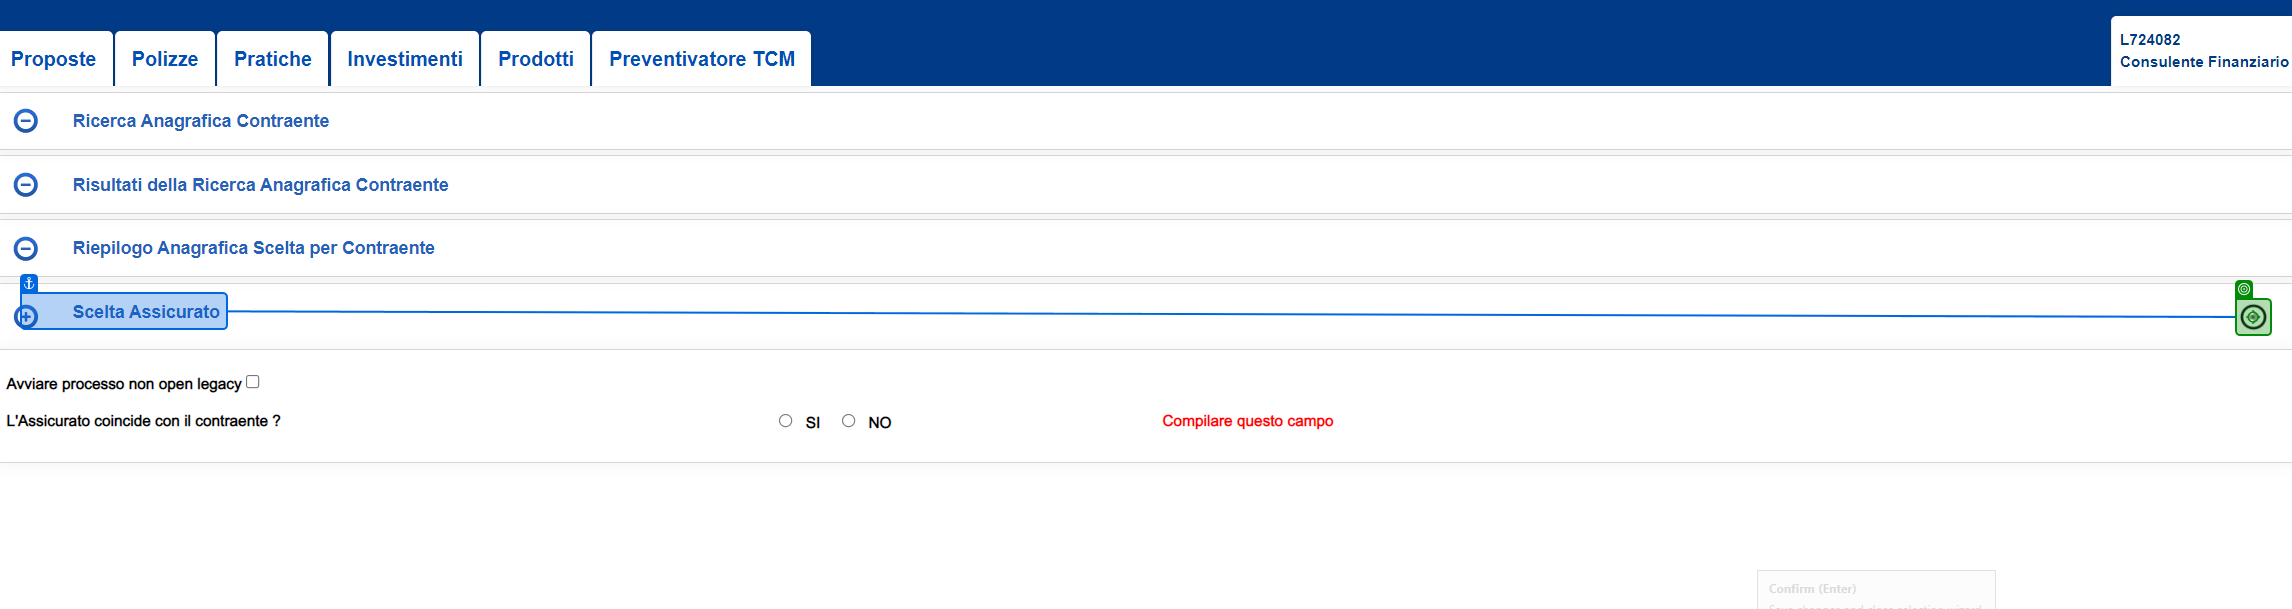 Proposte Polizze Pratiche Investimenti Prodotti Preventivatore TCM
L724082
Consulente Finanziario
Ricerca Anagrafica Contraente
Risultati della Ricerca Anagrafica Contraente
Riepilogo Anagrafica Scelta per Contraente
Scelta Assicurato
Avviare processo non open legacy
L'Assicurato coincide con il contraente ? SI NO Compilare questo campo
Confirm (Enter)